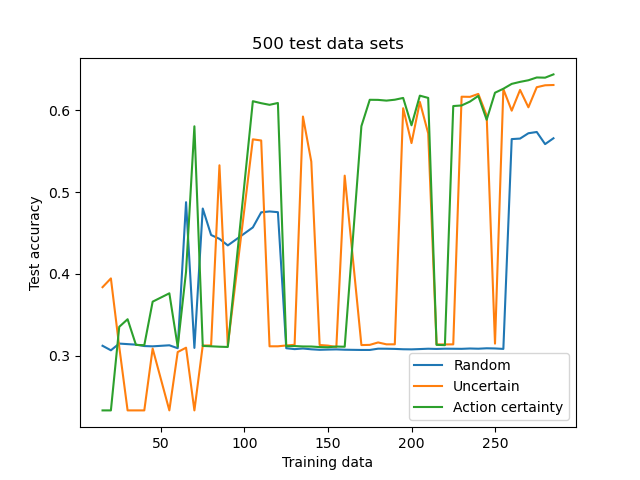 500 test data sets
0.6
0.5
0.4
0.3
Test accuracy
50
100
150
200
250
Training data
Random
Uncertain
Action certainty